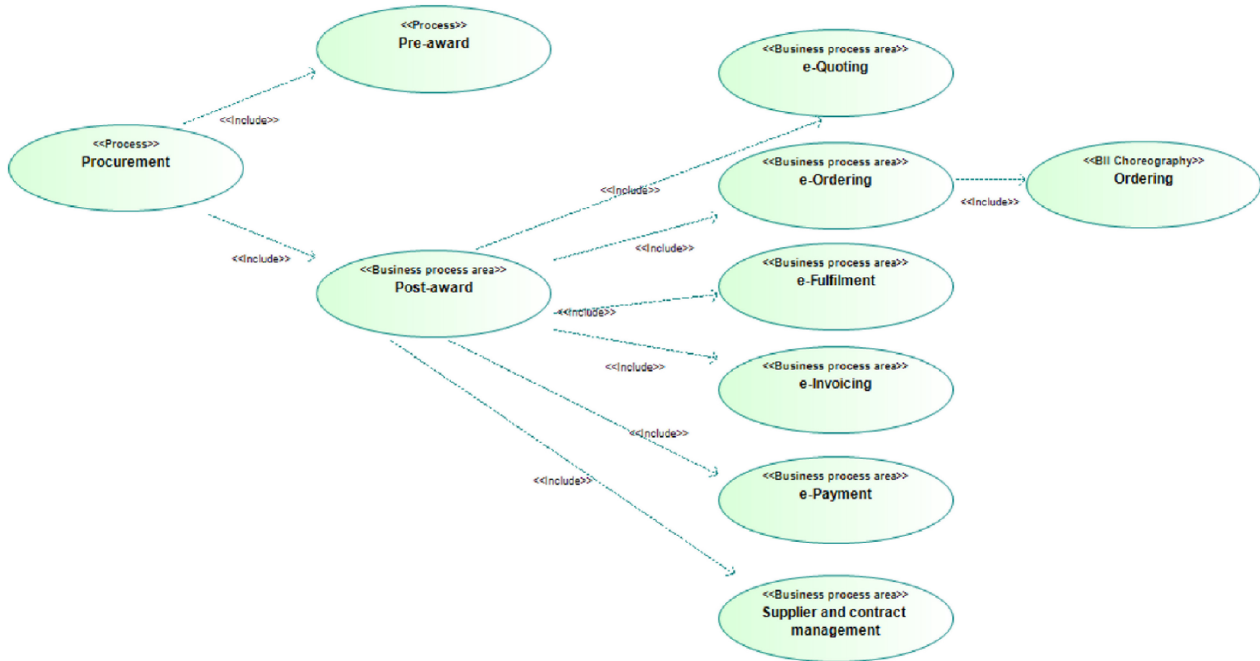 <<Process>>
Pre-award
<<Include>>
<<Process>>
Procurement
<<Include>>
<<Business process area>>
Post-award
<<Business process area>>
e-Quoting
<<Include>>
<<Business process area>>
e-Ordering
<<Include>>
<<BII Choreography>>
Ordering
<<Include>>
<<Business process area>>
e-Fulfilment
<<Include>>
<<Business process area>>
e-Invoicing
<<Include>>
<<Business process area>>
e-Payment
<<Include>>
<<Business process area>>
Supplier and contract
management
<<Include>>